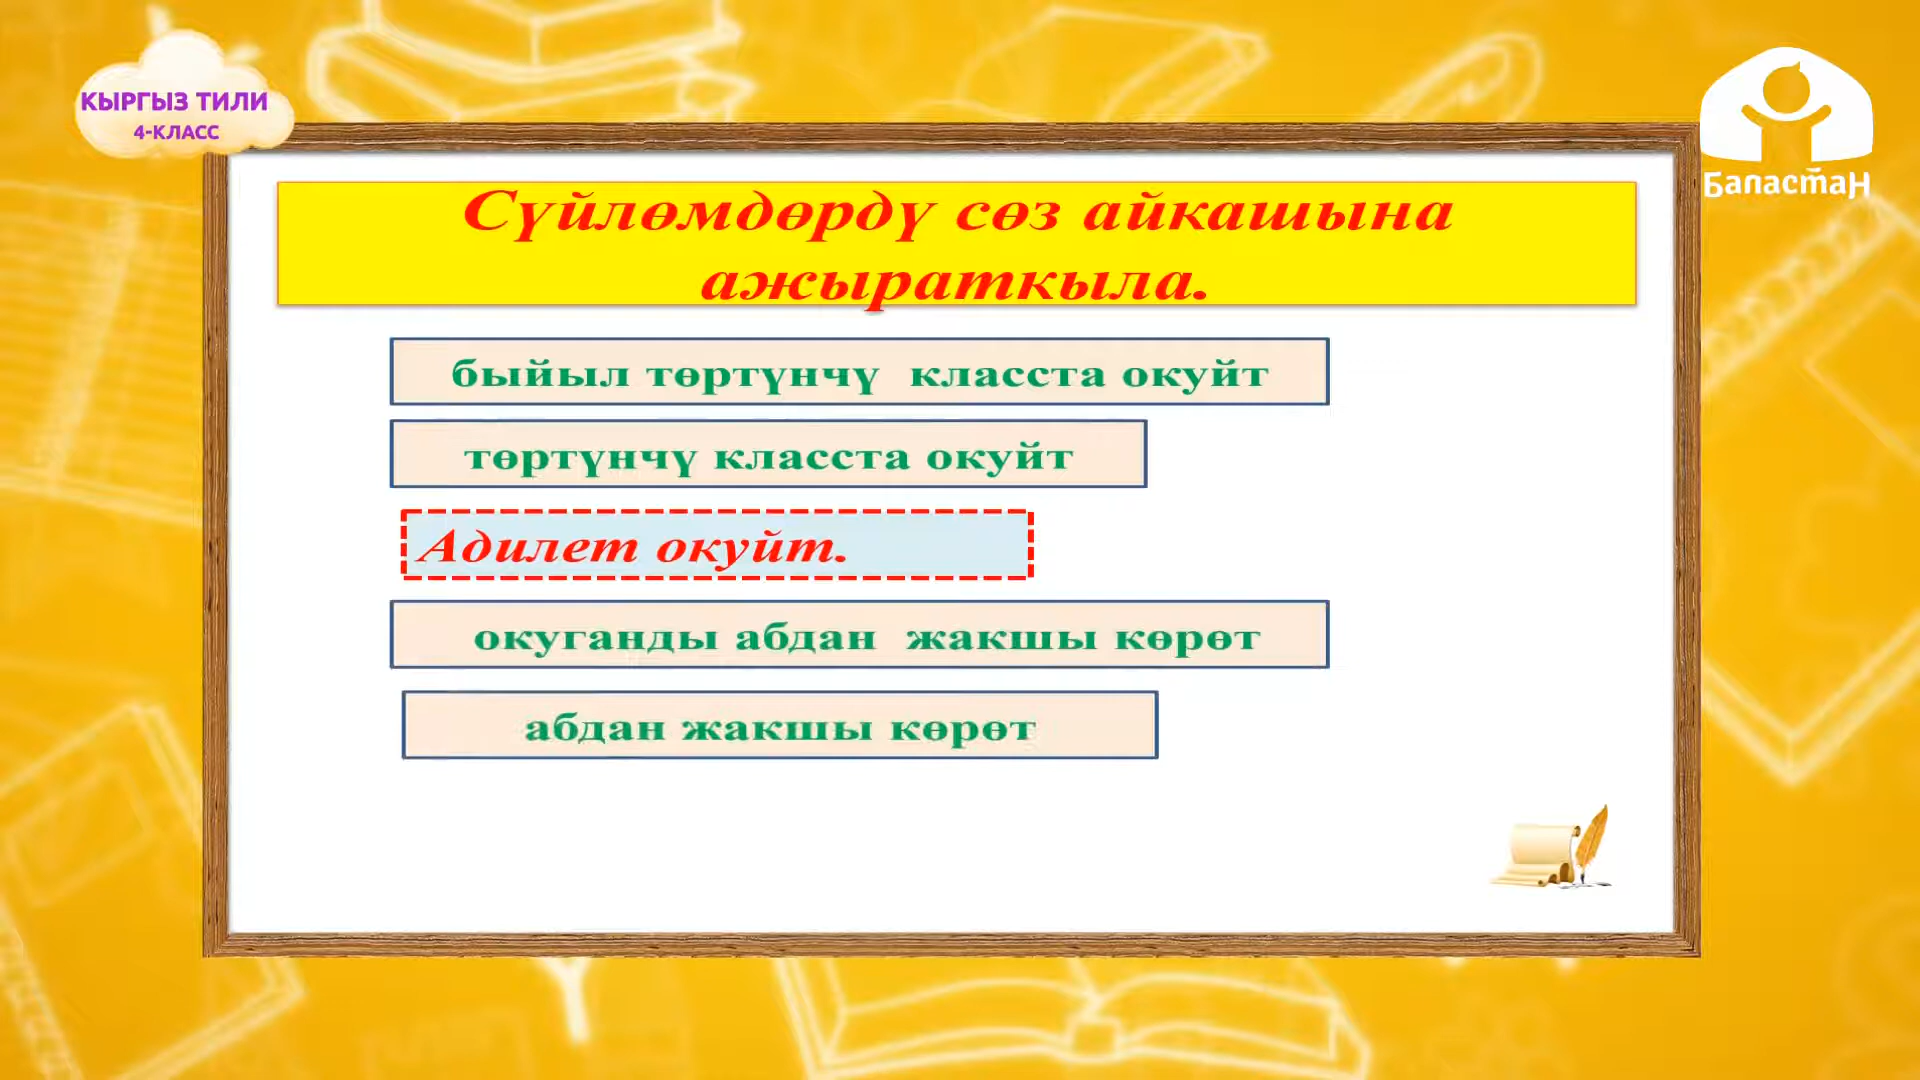 КЫРГЫЗ ТИЛИ
4-КЛАСС
Баластан
Сүйлөмдөрдү сөз айкашына
ажыраткыла.
быйыл төртүнчү класста окуйт
төртүнчү класста окуйт
Адилет окуйт.
окуганды абдан жакшы көрөт
абдан жакшы көрөт